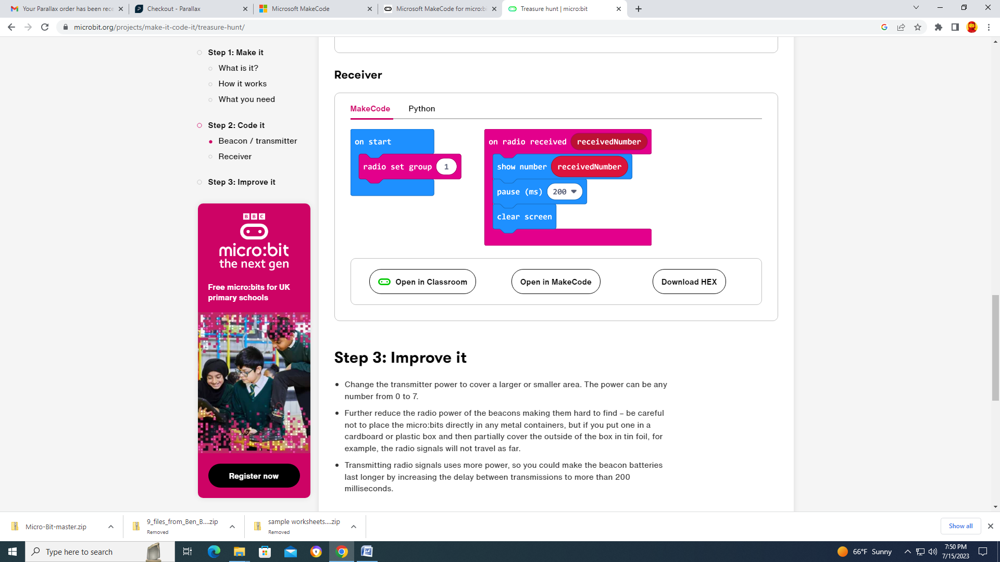 Your Parallax order has been rece
Checkout - Parallax
Microsoft MakeCode
Microsoft MakeCode for micro:bi
Treasure hunt | micro:bit
microbit.org/projects/make-it-code-it/treasure-hunt/
Step 1: Make it
What is it?
How it works
What you need
Step 2: Code it
Beacon / transmitter
Receiver
Step 3: Improve it
BBC
micro:bit
the next gen
Free micro:bits for UK
primary schools
Register now
Receiver
MakeCode
Python
on start
radio set group 1
on radio received receivedNumber
show number receivedNumber
pause (ms) 200
clear screen
Open in Classroom
Open in MakeCode
Download HEX
Step 3: Improve it
Change the transmitter power to cover a larger or smaller area. The power can be any
number from 0 to 7.
Further reduce the radio power of the beacons making them hard to find – be careful
not to place the micro:bits directly in any metal containers, but if you put one in a
cardboard or plastic box and then partially cover the outside of the box in tin foil, for
example, the radio signals will not travel as far.
Transmitting radio signals uses more power, so you could make the beacon batteries
last longer by increasing the delay between transmissions to more than 200
milliseconds.
Micro-Bit-master.zip
9_files_from_Ben_B....zip
Removed
sample worksheets....zip
Removed
Show all
Type here to search
66°F Sunny
7:50 PM
7/15/2023